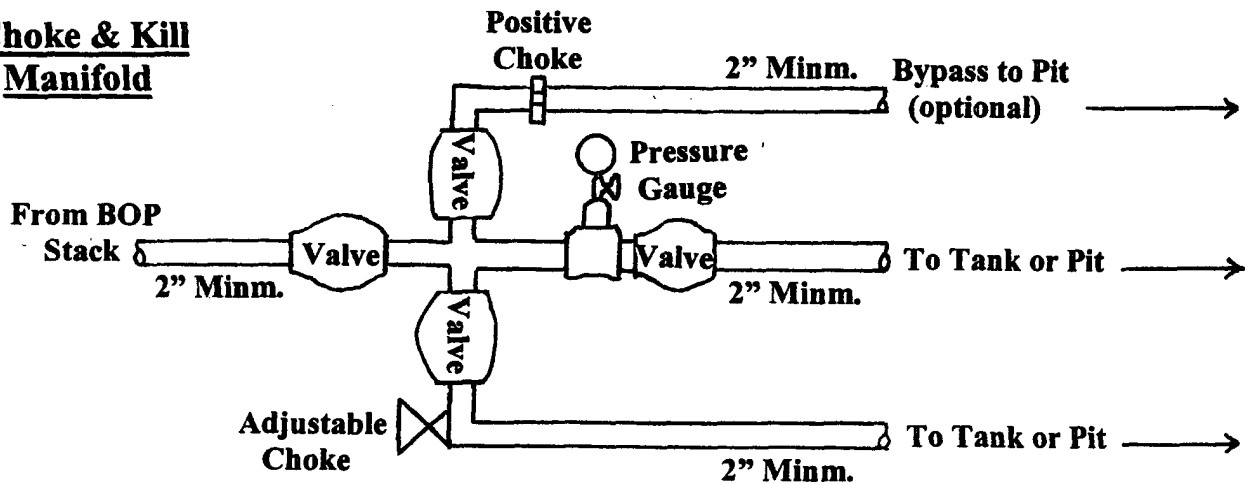 hoke & Kill
Manifold
Positive
Choke
2” Minm.
Bypass to Pit
(optional)
Valve
Pressure
Gauge
From BOP
Stack
Valve
Valve
To Tank or Pit
2” Minm.
2” Minm.
Valve
Adjustable
Choke
To Tank or Pit
2” Minm.